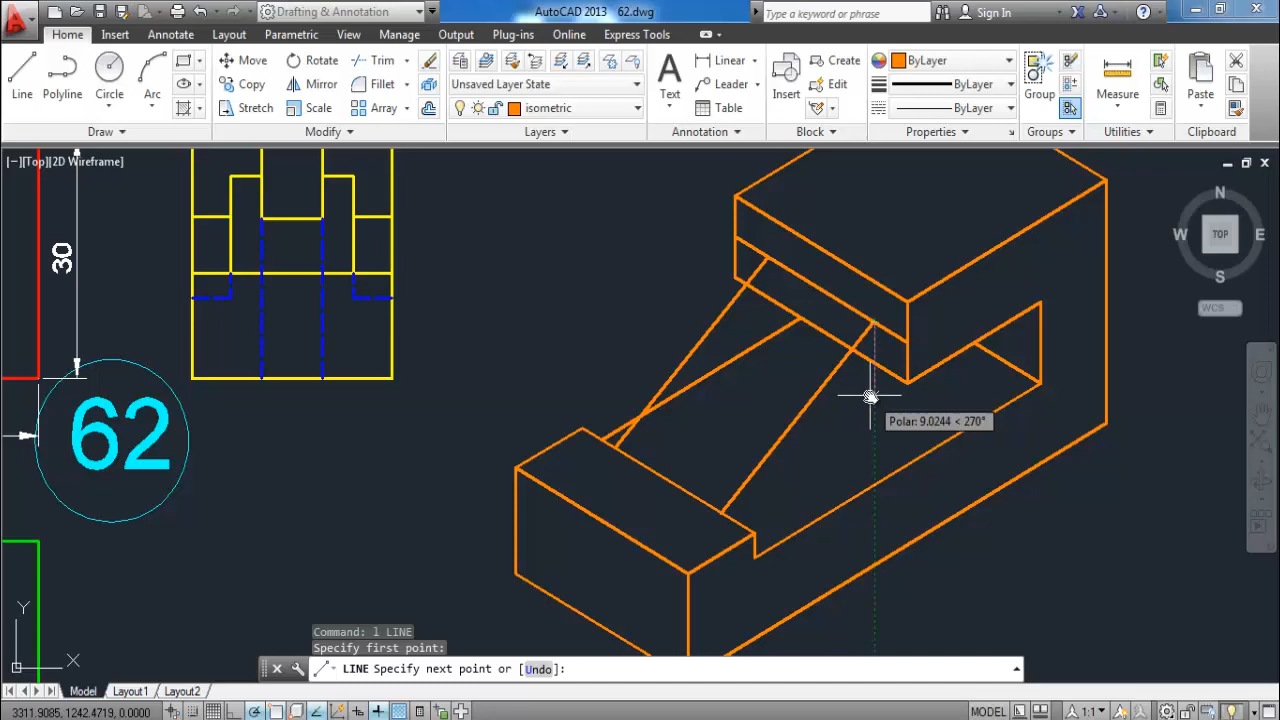 Drafting & Annotation
AutoCAD 2013 62.dwg
Type a keyword or phrase
Sign In
Home Insert Annotate Layout Parametric View Manage Output Plug-ins Online Express Tools
Line Polyline Circle Arc
Move Rotate Trim
Copy Mirror Fillet
Stretch Scale Array
Unsaved Layer State
isometric
Text
Linear
Leader
Table
Insert
Create
Edit
ByLayer
ByLayer
ByLayer
Group
Measure
Paste
Draw Modify Layers Annotation Block Properties Groups Utilities Clipboard
[−][Top][2D Wireframe]
N
W TOP E
S
WCS
30
62
Polar: 9.0244 < 270°
Y
X
Command: l LINE
Specify first point:
LINE Specify next point or [Undo]:
Model Layout1 Layout2
3311.9085, 1242.4719, 0.0000
MODEL
1:1